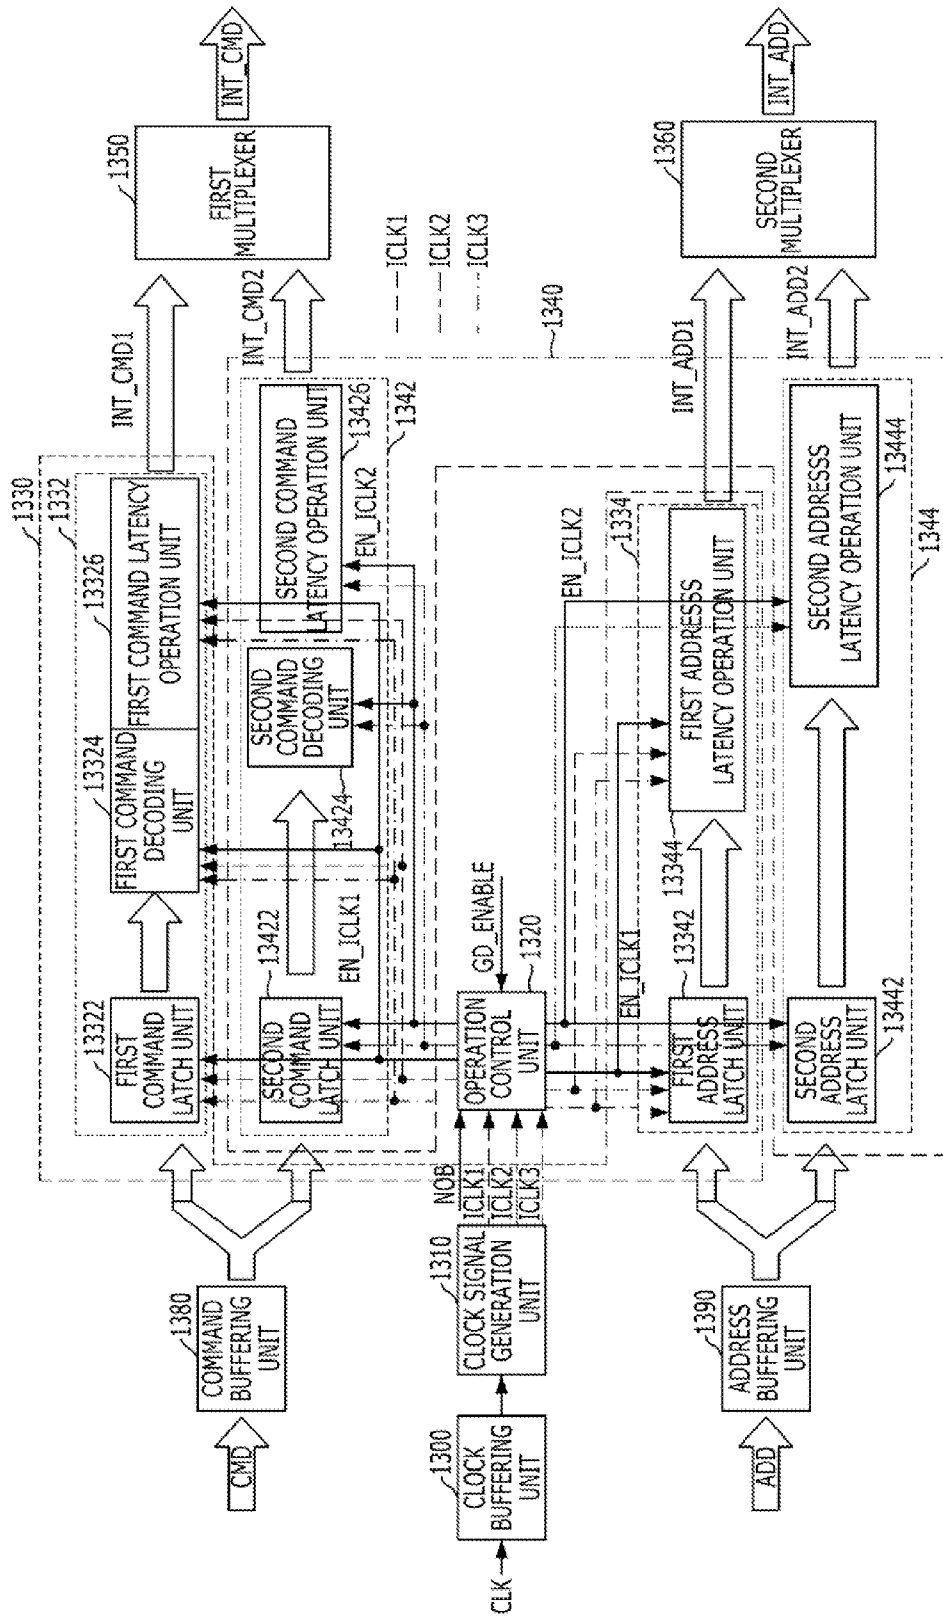 CMD
1380
COMMAND
BUFFERING
UNIT
1330
1332
13322
FIRST
COMMAND
LATCH UNIT
13324
FIRST COMMAND
DECODING
UNIT
13326
FIRST COMMAND LATENCY
OPERATION UNIT
INT_CMD1
1350
FIRST
MULTIPLEXER
INT_CMD
13422
SECOND
COMMAND
LATCH UNIT
EN_ICLK1
13424
SECOND
COMMAND
DECODING
UNIT
SECOND COMMAND
LATENCY OPERATION UNIT
13426
EN_ICLK2
1342
INT_CMD2
1340
ICLK1
ICLK2
ICLK3
CLK
1300
CLOCK
BUFFERING
UNIT
1310
CLOCK SIGNAL
GENERATION
UNIT
NOB
ICLK1
ICLK2
ICLK3
OPERATION
CONTROL
UNIT
1320
GD_ENABLE
ADD
1390
ADDRESS
BUFFERING
UNIT
EN_ICLK1
13342
FIRST
ADDRESS
LATCH UNIT
13344
1334
FIRST ADDRESSS
LATENCY OPERATION UNIT
INT_ADD1
EN_ICLK2
SECOND
ADDRESS
LATCH UNIT
13442
SECOND ADDRESSS
LATENCY OPERATION UNIT
13444
1344
INT_ADD2
1360
SECOND
MULTIPLEXER
INT_ADD